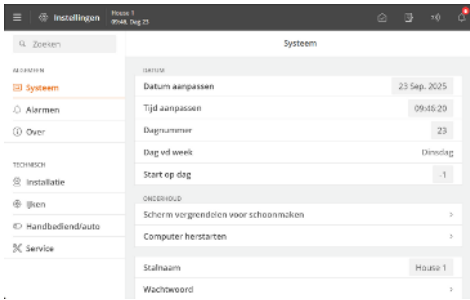 Instellingen
House 1
09:46, Dag 23
Zoeken
Systeem
ALGEMEEN
Systeem
Alarmen
Over
TECHNISCH
Installatie
Ijken
Handbediend/auto
Service
DATUM
Datum aanpassen
23 Sep. 2025
Tijd aanpassen
09:46:20
Dagnummer
23
Dag vd week
Dinsdag
Start op dag
-1
ONDERHOUD
Scherm vergrendelen voor schoonmaken
Computer herstarten
Stalnaam
House 1
Wachtwoord